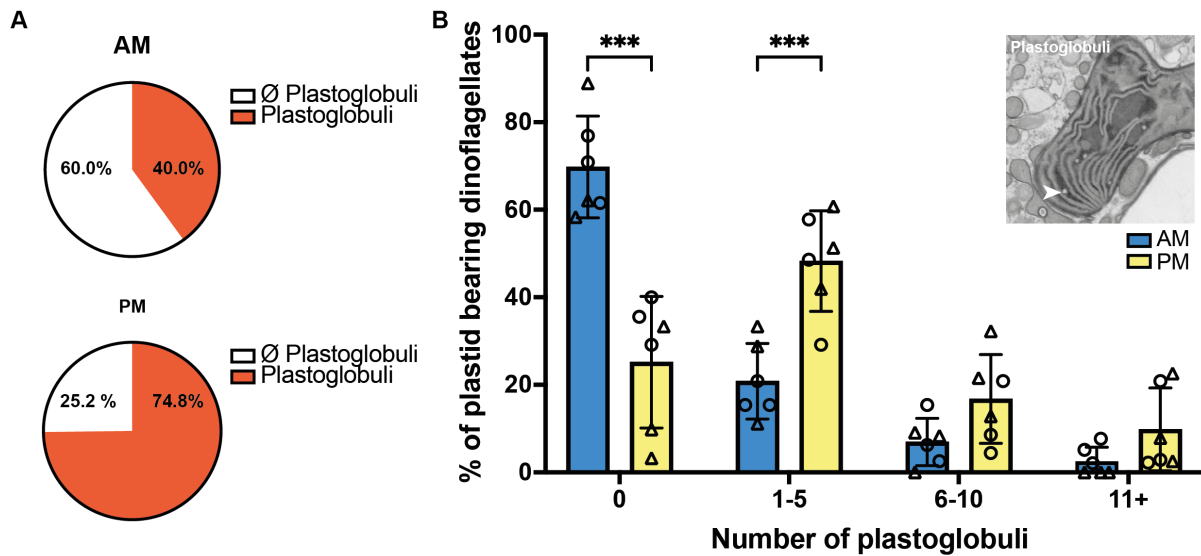 A
AM
Ø Plastoglobuli
Plastoglobuli
60.0%
40.0%
PM
Ø Plastoglobuli
Plastoglobuli
25.2 %
74.8%
B
% of plastid bearing dinoflagellates
100
80
60
40
20
0
***
***
Plastoglobuli
AM
PM
0
1-5
6-10
11+
Number of plastoglobuli